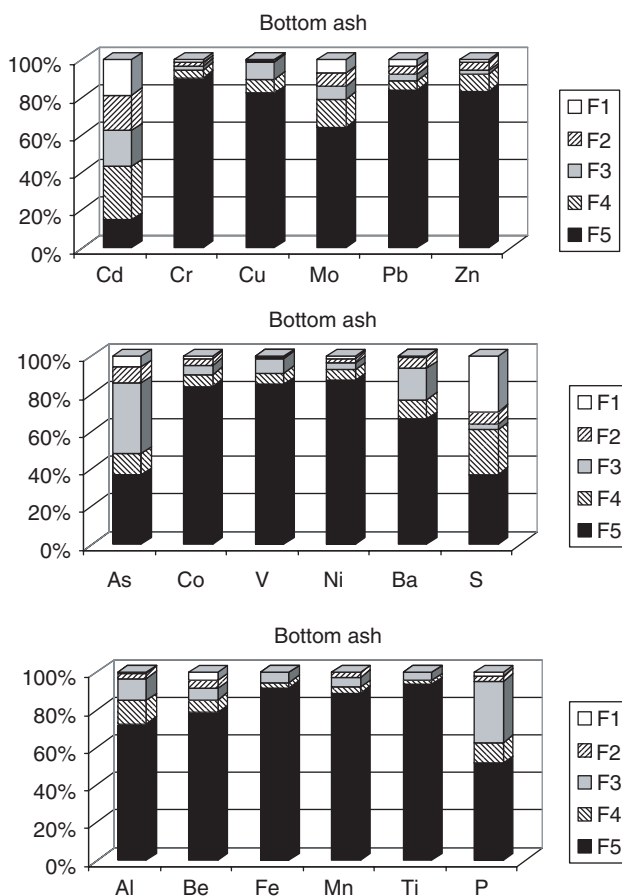 Bottom ash
100%
80%
60%
40%
20%
0%
Cd Cr Cu Mo Pb Zn
F1
F2
F3
F4
F5
Bottom ash
100%
80%
60%
40%
20%
0%
As Co V Ni Ba S
F1
F2
F3
F4
F5
Bottom ash
100%
80%
60%
40%
20%
0%
Al Be Fe Mn Ti P
F1
F2
F3
F4
F5